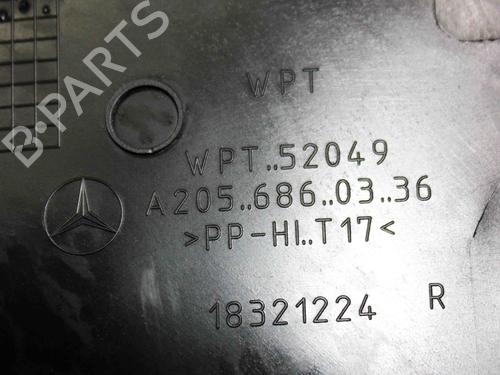 WPT
WPT..52049
A205..686..03..36
>PP-HI..T17<
18321224 R
B-PARTS